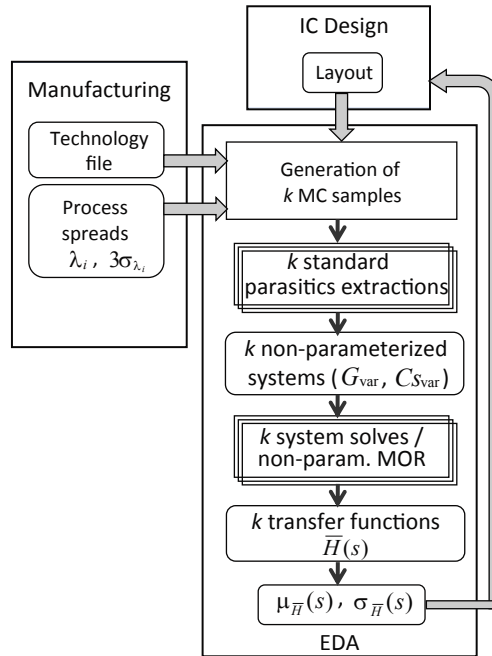 IC Design
Layout
Manufacturing
Technology
file
Process
spreads
λi , 3σλi
Generation of
k MC samples
k standard
parasitics extractions
k non-parameterized
systems (Gvar, Csvar)
k system solves /
non-param. MOR
k transfer functions
H̅(s)
μH̅(s), σH̅(s)
EDA